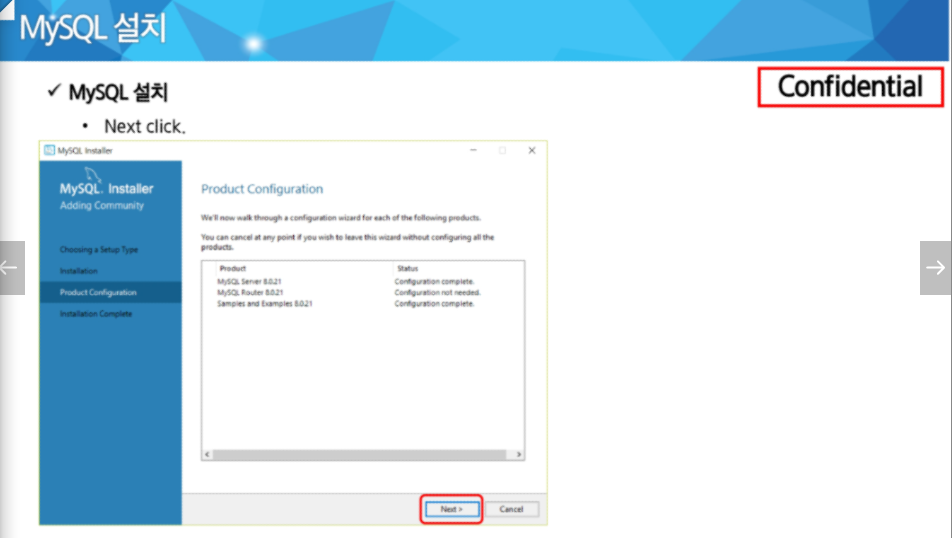 MySQL 설치
Confidential
✓ MySQL 설치
• Next click.
MySQL Installer
MySQL. Installer
Adding Community
Choosing a Setup Type
Installation
Product Configuration
Installation Complete
Product Configuration
We'll now walk through a configuration wizard for each of the following products.
You can cancel at any point if you wish to leave this wizard without configuring all the
products.
Product Status
MySQL Server 8.0.21 Configuration complete.
MySQL Router 8.0.21 Configuration not needed.
Samples and Examples 8.0.21 Configuration complete.
Next > Cancel